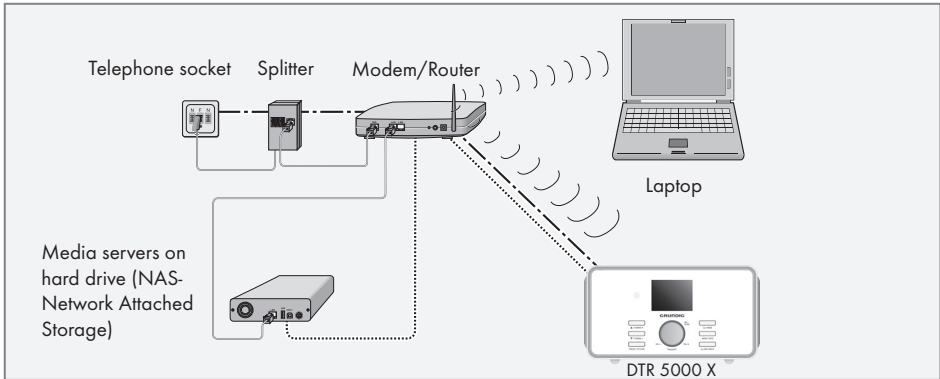 Telephone socket
Splitter
Modem/Router
Laptop
Media servers on
hard drive (NAS-
Network Attached
Storage)
GRUNDIG
DTR 5000 X